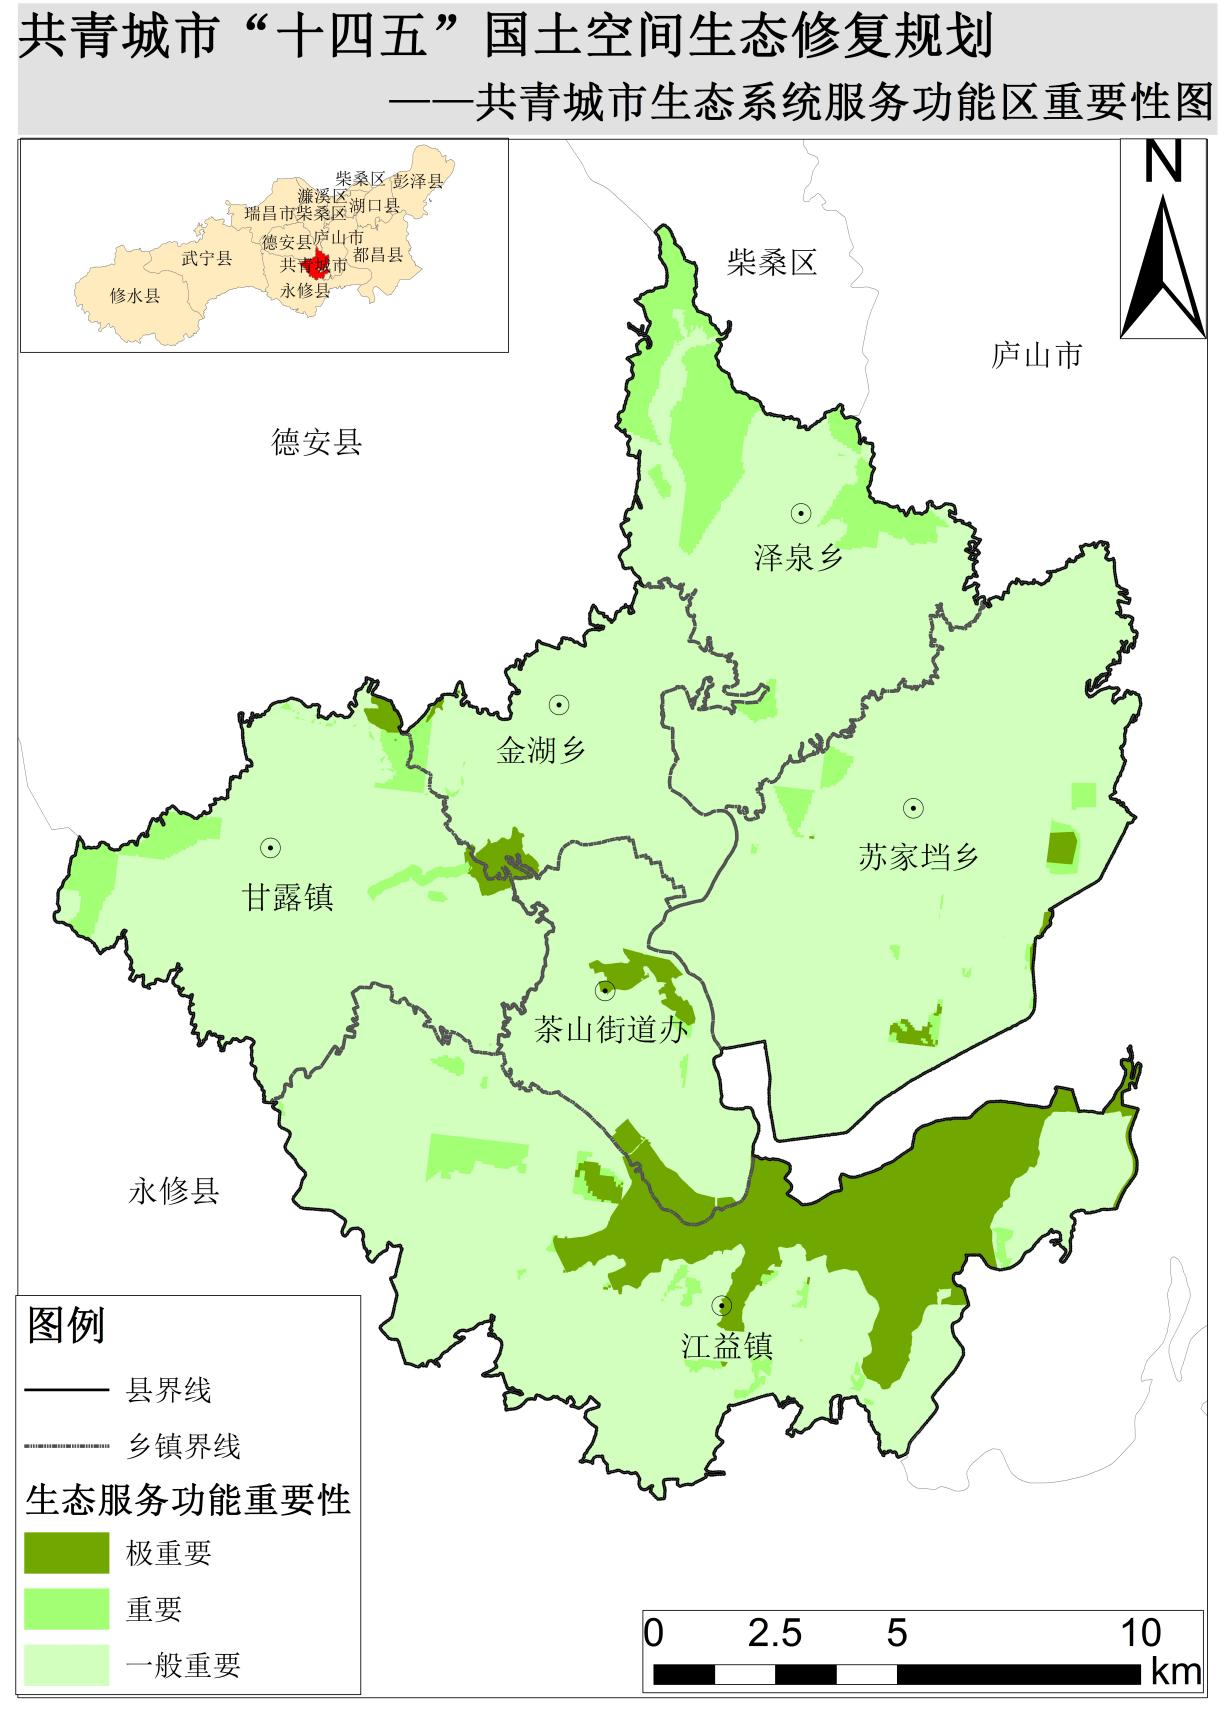 共青城市“十四五”国土空间生态修复规划
——共青城市生态系统服务功能区重要性图
N
柴桑区
彭泽县
濂溪区
湖口县
瑞昌市
柴桑区
德安县
庐山市
武宁县
都昌县
共青城市
修水县
永修县
柴桑区
庐山市
德安县
泽泉乡
金湖乡
苏家垱乡
甘露镇
茶山街道办
永修县
江益镇
图例
县界线
乡镇界线
生态服务功能重要性
极重要
重要
一般重要
0 2.5 5 10
km